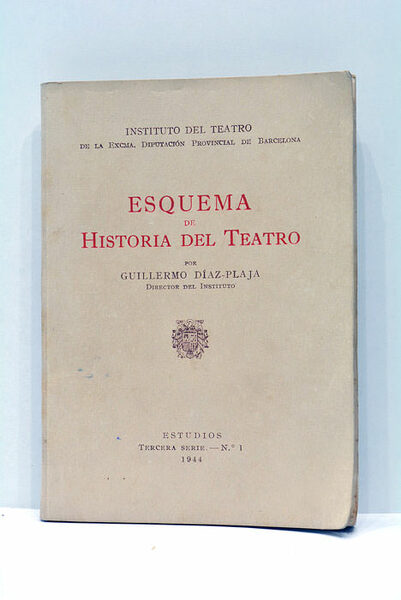 INSTITUTO DEL TEATRO
DE LA EXCMA. DIPUTACIÓN PROVINCIAL DE BARCELONA
ESQUEMA
DE
HISTORIA DEL TEATRO
POR
GUILLERMO DÍAZ-PLAJA
DIRECTOR DEL INSTITUTO
ESTUDIOS
TERCERA SERIE.—N.º 1
1944